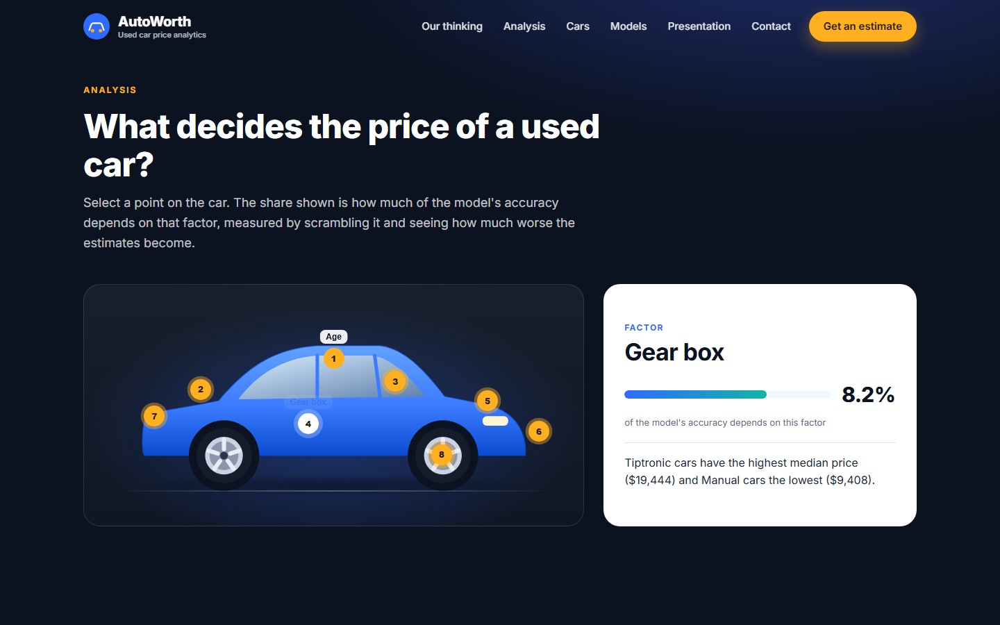 AutoWorth
Used car price analytics
Our thinking
Analysis
Cars
Models
Presentation
Contact
Get an estimate
ANALYSIS
What decides the price of a used
car?
Select a point on the car. The share shown is how much of the model's accuracy
depends on that factor, measured by scrambling it and seeing how much worse the
estimates become.
Age
1
2
3
Gear box
4
5
6
7
8
FACTOR
Gear box
8.2%
of the model's accuracy depends on this factor
Tiptronic cars have the highest median price
($19,444) and Manual cars the lowest ($9,408).